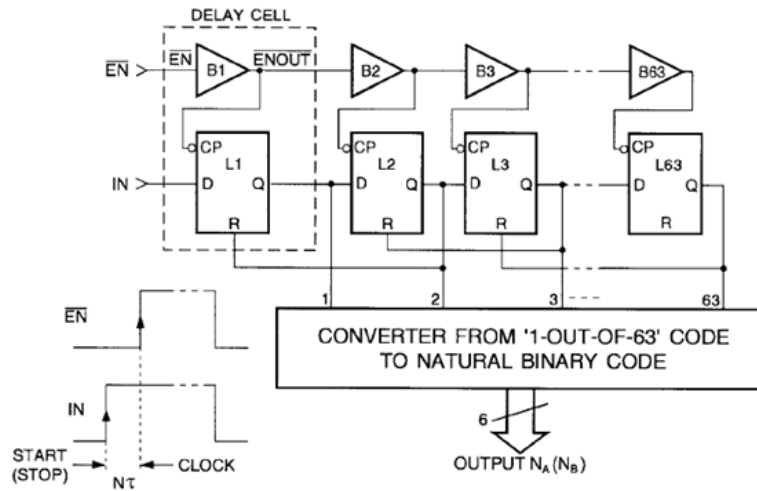 DELAY CELL
EN EN B1 ENOUT B2 B3 B63
CP CP CP CP
IN D L1 Q D L2 Q D L3 Q D L63 Q
R R R R
1 2 3 63
EN
CONVERTER FROM '1-OUT-OF-63' CODE
TO NATURAL BINARY CODE
IN
6
START
(STOP)
CLOCK
Nτ
OUTPUT NA(NB)